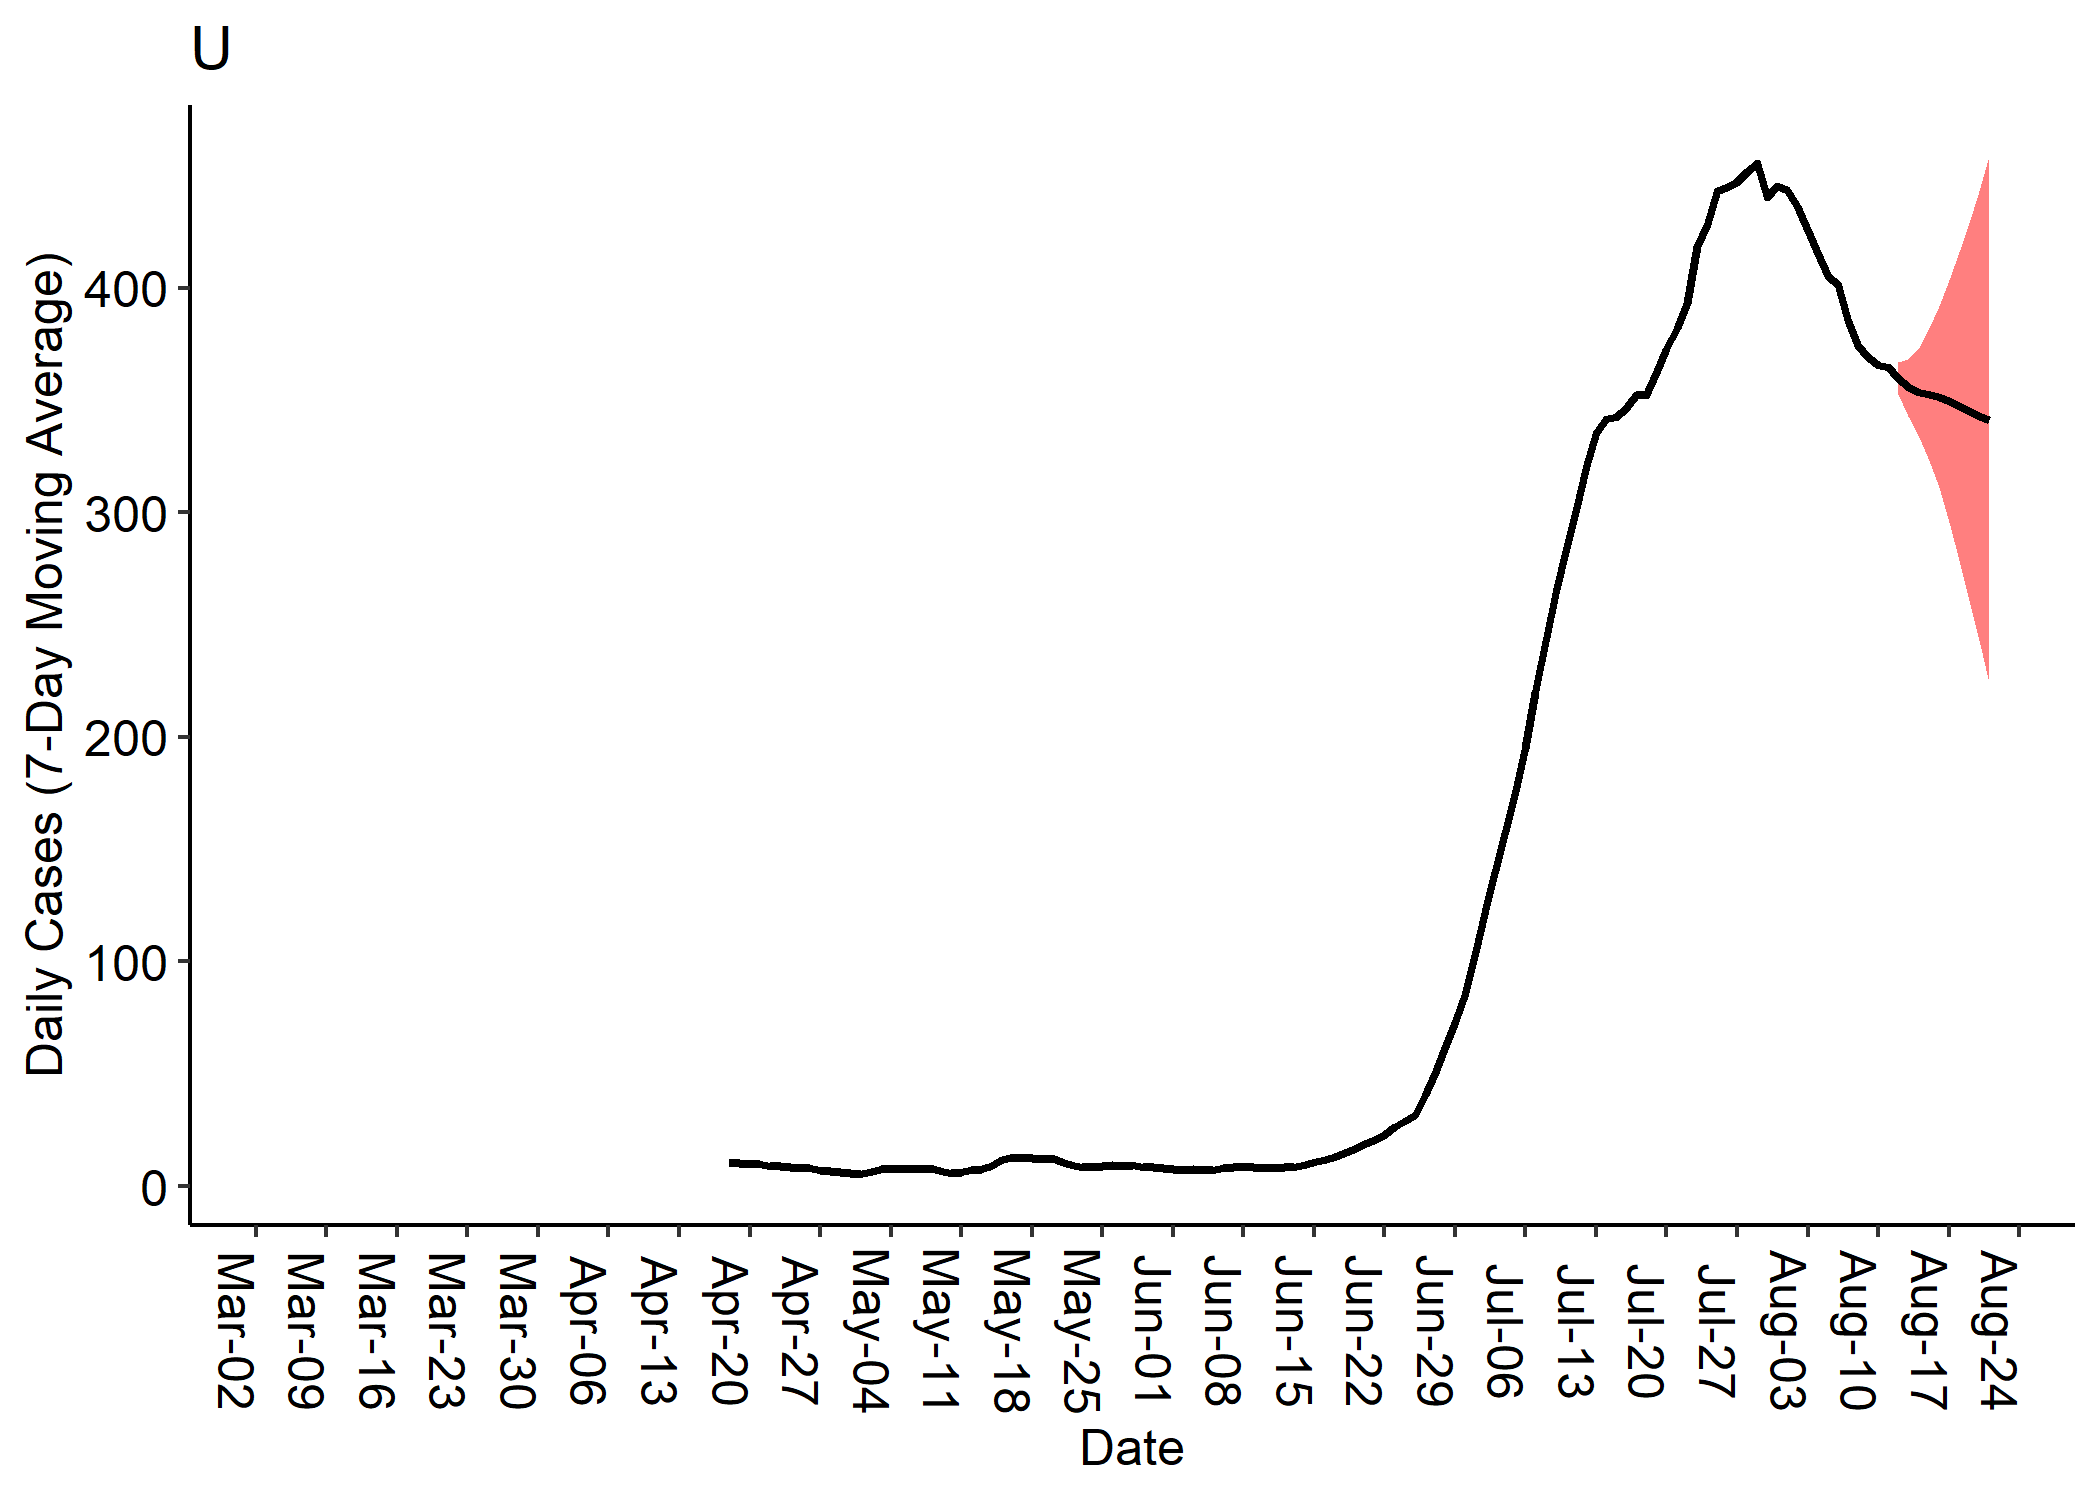 U
Daily Cases (7-Day Moving Average)
400
300
200
100
0
Mar-02
Mar-09
Mar-16
Mar-23
Mar-30
Apr-06
Apr-13
Apr-20
Apr-27
May-04
May-11
May-18
May-25
Jun-01
Jun-08
Jun-15
Jun-22
Jun-29
Jul-06
Jul-13
Jul-20
Jul-27
Aug-03
Aug-10
Aug-17
Aug-24
Date